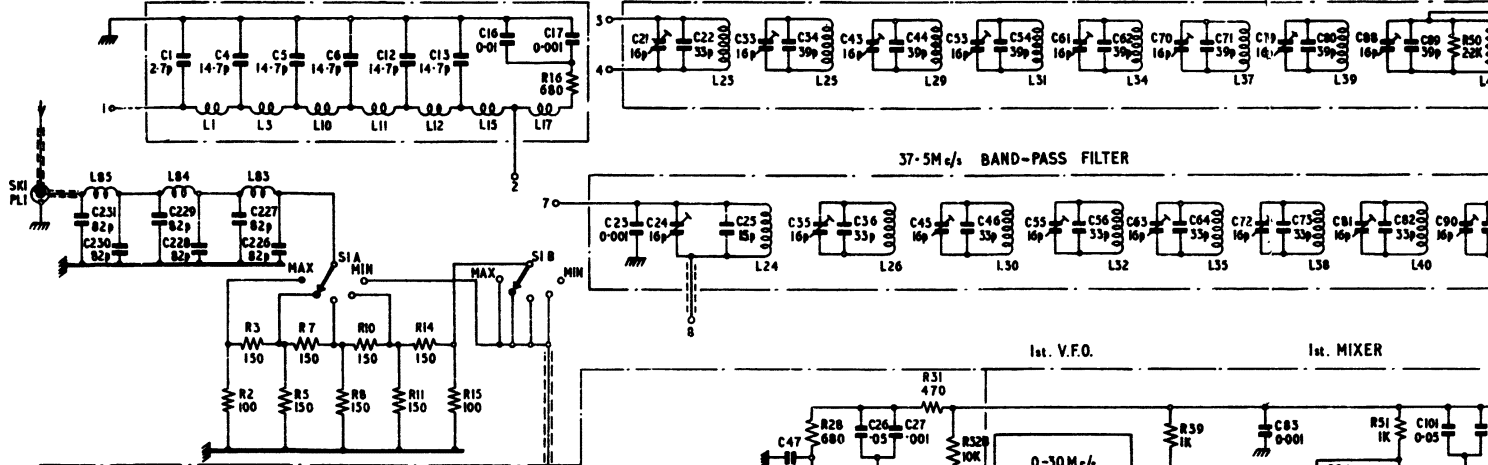 C1
2·7p
C4
14·7p
C5
14·7p
C6
14·7p
C12
14·7p
C13
14·7p
C16
0·01
C17
0·001
R16
680
1
L1
L3
L10
L11
L12
L15
L17
2
3
4
C21
16p
C22
33p
L23
C33
16p
C34
39p
L25
C43
16p
C44
39p
L29
C53
16p
C54
39p
L31
C61
16p
C62
39p
L34
C70
16p
C71
39p
L37
C79
C80
39p
L39
C88
16p
C89
39p
R50
22K
37·5Mc/s BAND-PASS FILTER
SK1
PL1
L85
L84
L83
C231
82p
C230
82p
C229
82p
C228
82p
C227
82p
C226
82p
MAX
S1A
MIN
MAX
S1B
MIN
R3
150
R7
150
R10
150
R14
150
R2
100
R5
150
R8
150
R11
150
R15
100
7
C23
0·001
C24
16p
C25
15p
L24
8
C35
16p
C36
33p
L26
C45
16p
C46
33p
L30
C55
16p
C56
33p
L32
C63
16p
C64
33p
L35
C72
16p
C73
33p
L38
C81
16p
C82
33p
L40
C90
16p
1st. V.F.O.
1st. MIXER
R31
470
C47
R28
680
C26
·05
C27
·001
R32B
10K
0-30Mc/s
R39
1K
C83
0·001
R51
1K
C101
0·05